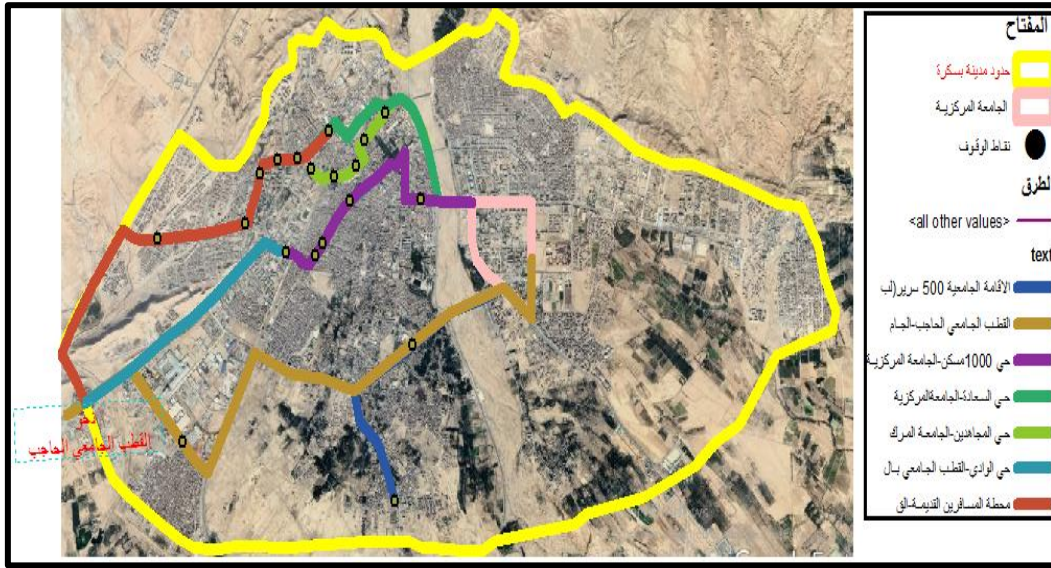 المفتاح
حدود مدينة بسكرة
الجامعة المركزية
نقاط الوقوف
لطرق
<all other values>
text
الاقامة الجامعية 500 سرير(لب
القطب الجامعي الحاجب-الجام
حي 1000مسكن-الجامعة المركزية
حي السعادة-الجامعةالمركزية
حي المجاهدين-الجامعة المرك
حي الوادي-القطب الجامعي بال
محطة المسافرين القديمة-الق
نحو
القطب الجامعي الحاجب